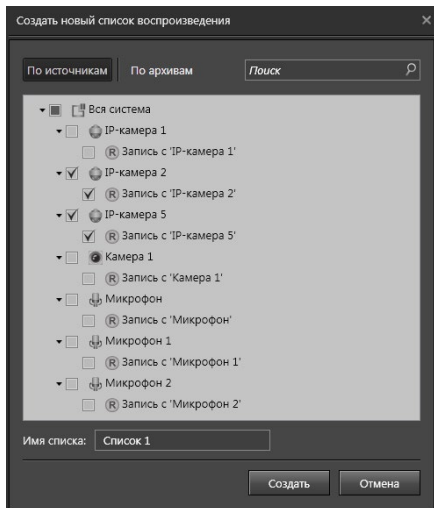 Создать новый список воспроизведения
По источникам По архивам Поиск
Вся система
IP-камера 1
R Запись с 'IP-камера 1'
IP-камера 2
R Запись с 'IP-камера 2'
IP-камера 5
R Запись с 'IP-камера 5'
Камера 1
R Запись с 'Камера 1'
Микрофон
R Запись с 'Микрофон'
Микрофон 1
R Запись с 'Микрофон 1'
Микрофон 2
R Запись с 'Микрофон 2'
Имя списка: Список 1
Создать Отмена